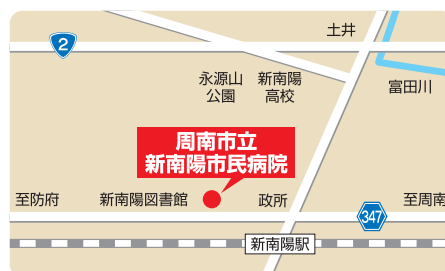 土井
2
永源山
公園
新南陽
高校
富田川
周南市立
新南陽市民病院
至防府
新南陽図書館
政所
347
至周南
新南陽駅